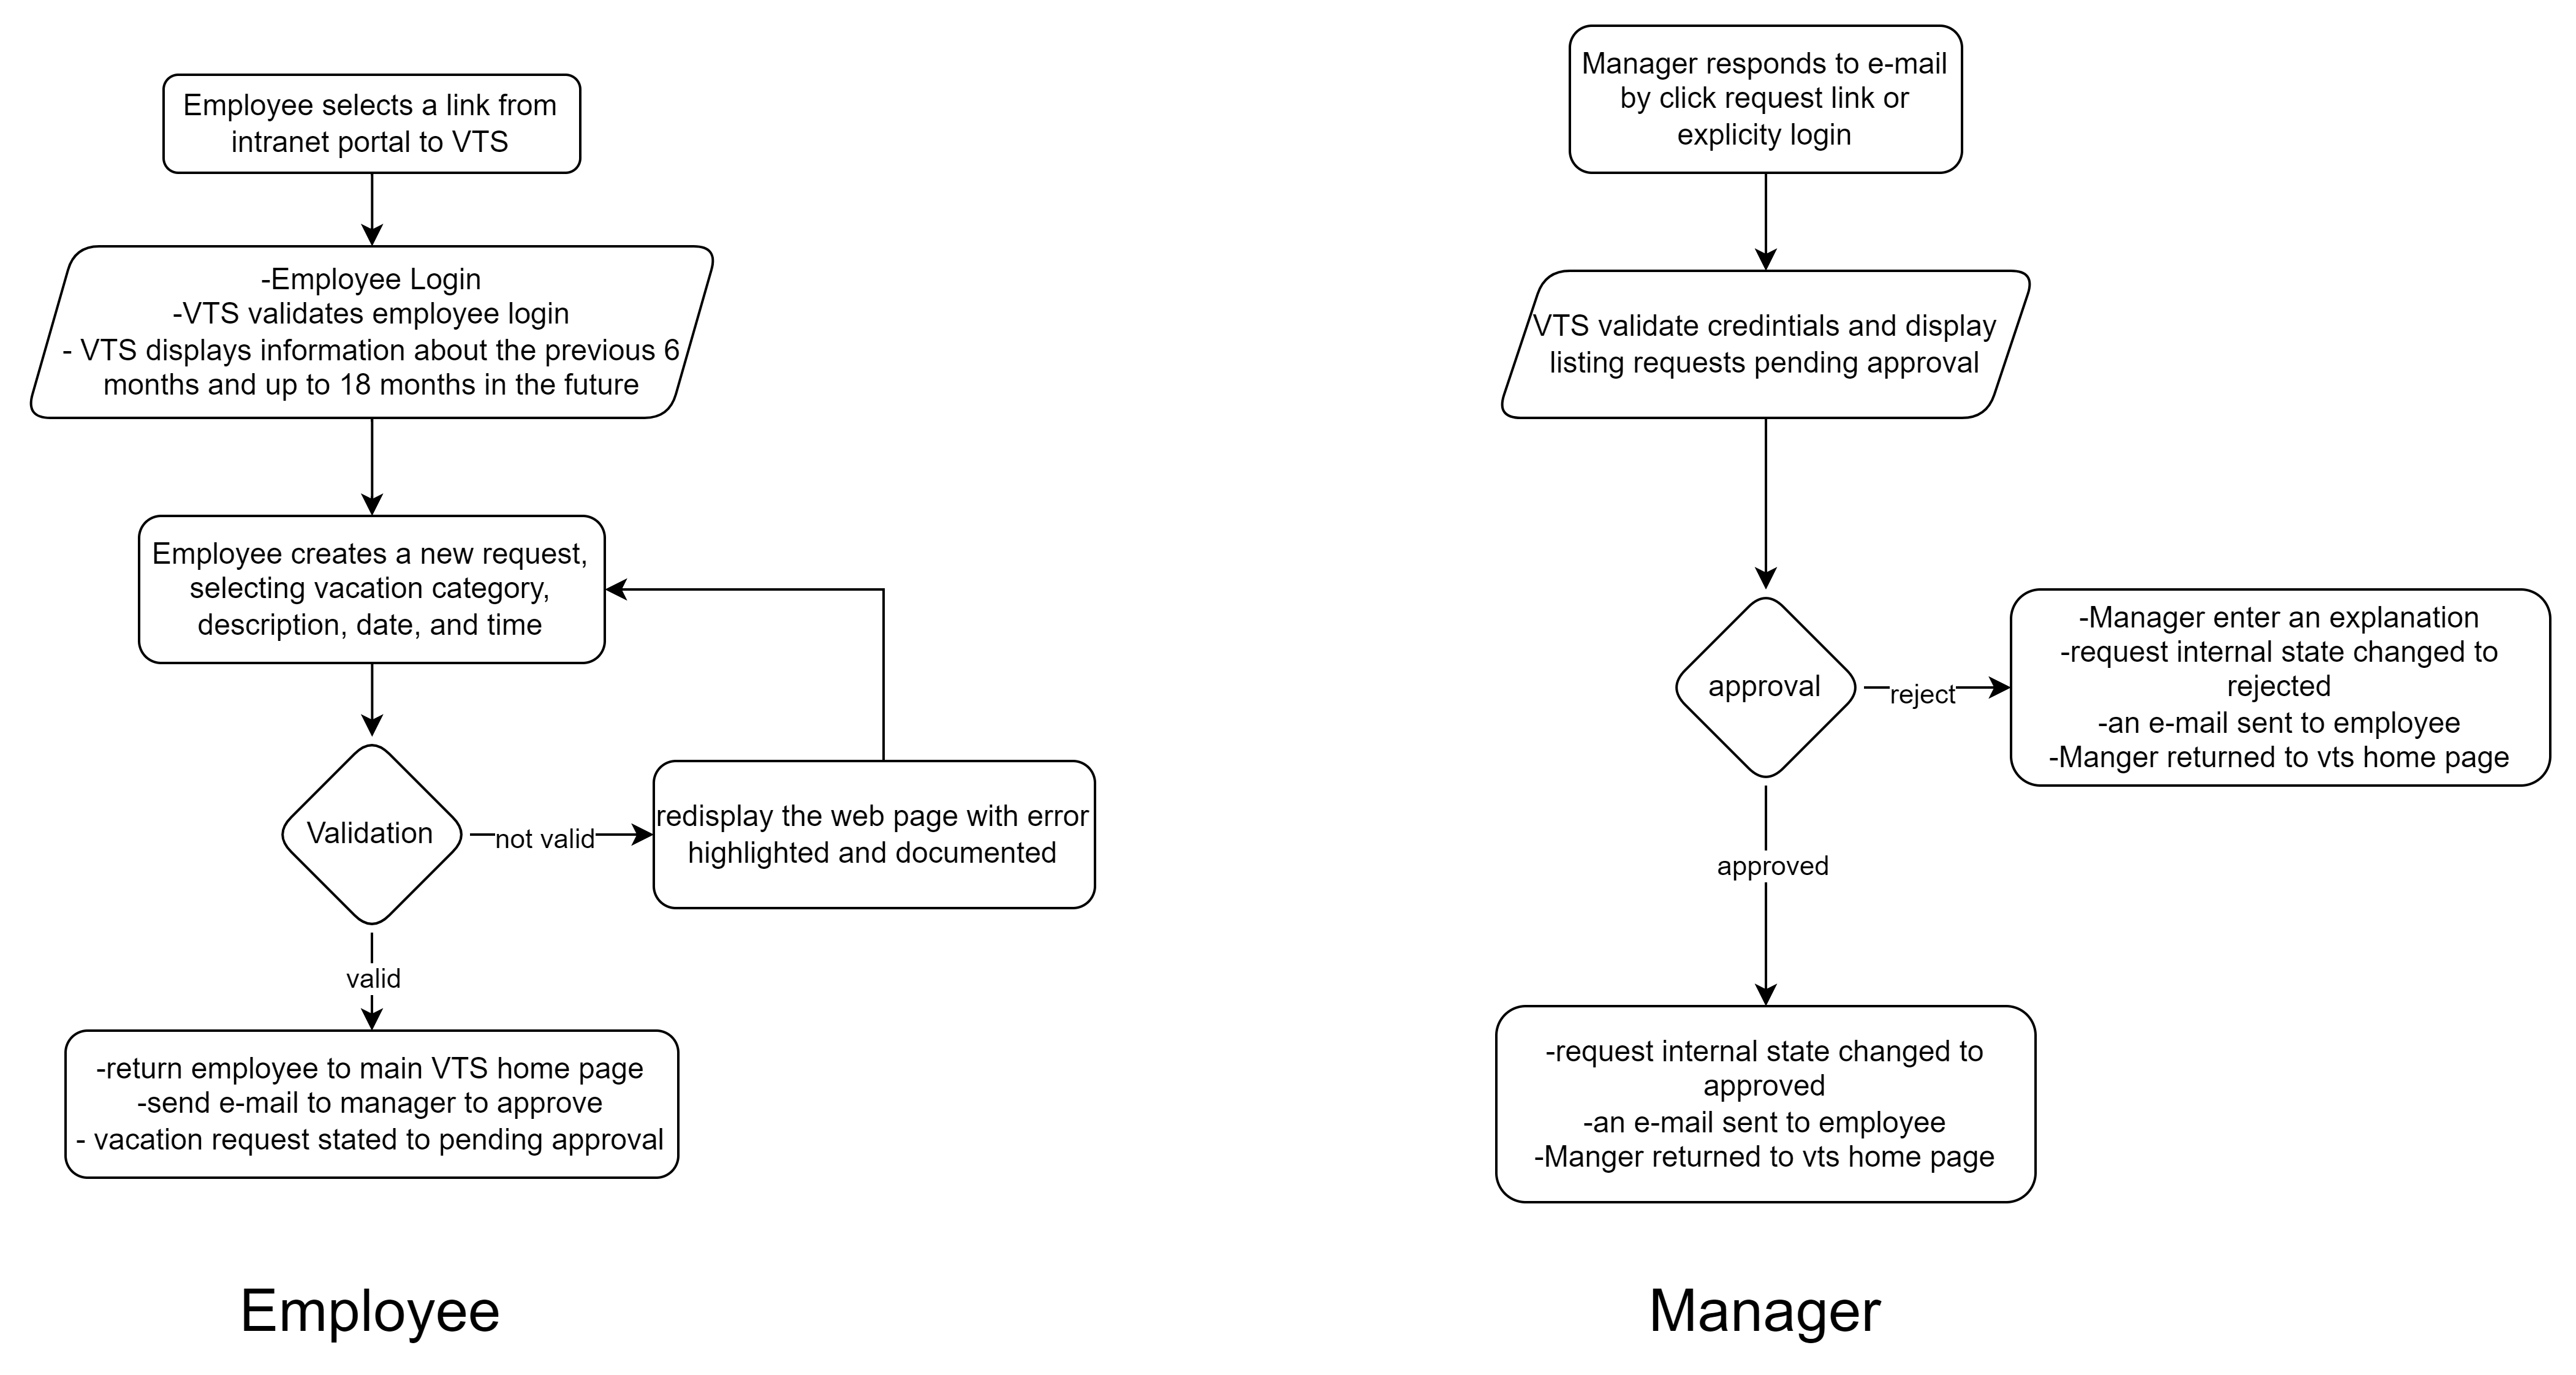 Employee selects a link from
intranet portal to VTS
-Employee Login
-VTS validates employee login
- VTS displays information about the previous 6
months and up to 18 months in the future
Employee creates a new request,
selecting vacation category,
description, date, and time
Validation
not valid
redisplay the web page with error
highlighted and documented
valid
-return employee to main VTS home page
-send e-mail to manager to approve
- vacation request stated to pending approval
Employee
Manager responds to e-mail
by click request link or
explicity login
VTS validate credintials and display
listing requests pending approval
approval
reject
-Manager enter an explanation
-request internal state changed to
rejected
-an e-mail sent to employee
-Manger returned to vts home page
approved
-request internal state changed to
approved
-an e-mail sent to employee
-Manger returned to vts home page
Manager